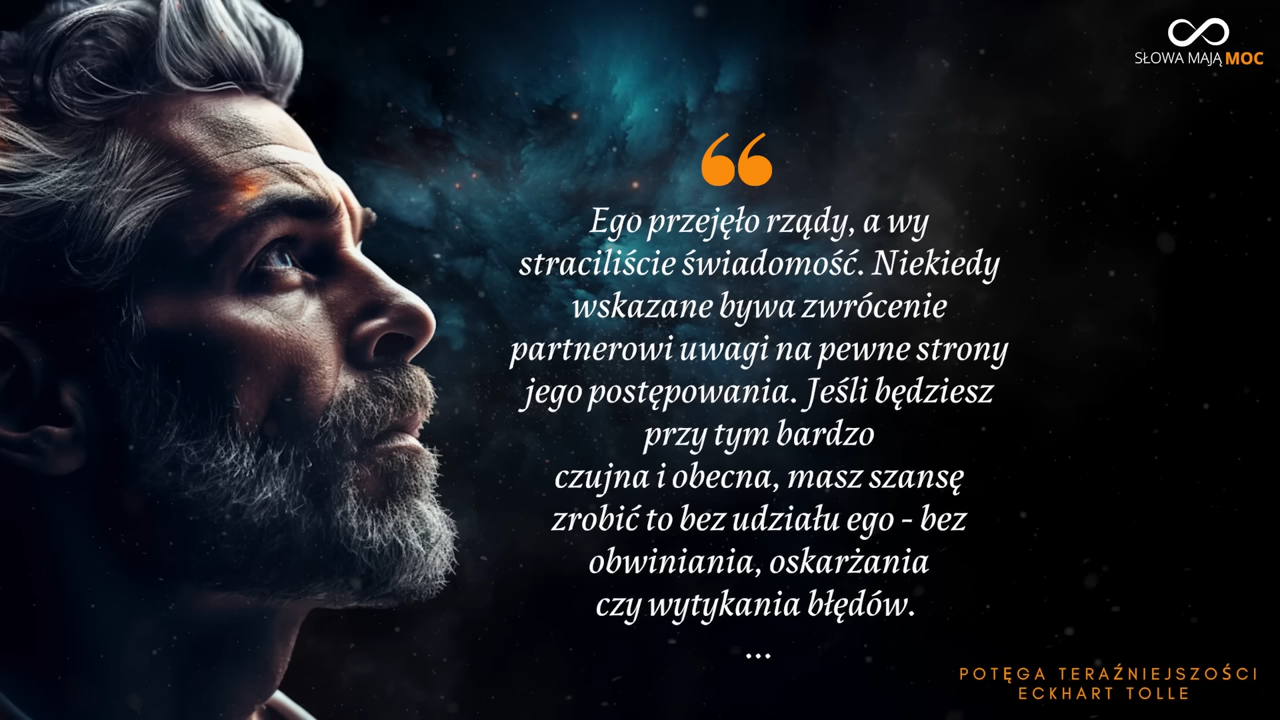 SŁOWA MAJĄ MOC
Ego przejęło rządy, a wy
straciliście świadomość. Niekiedy
wskazane bywa zwrócenie
partnerowi uwagi na pewne strony
jego postępowania. Jeśli będziesz
przy tym bardzo
czujna i obecna, masz szansę
zrobić to bez udziału ego - bez
obwiniania, oskarżania
czy wytykania błędów.
...
POTĘGA TERAŹNIEJSZOŚCI
ECKHART TOLLE